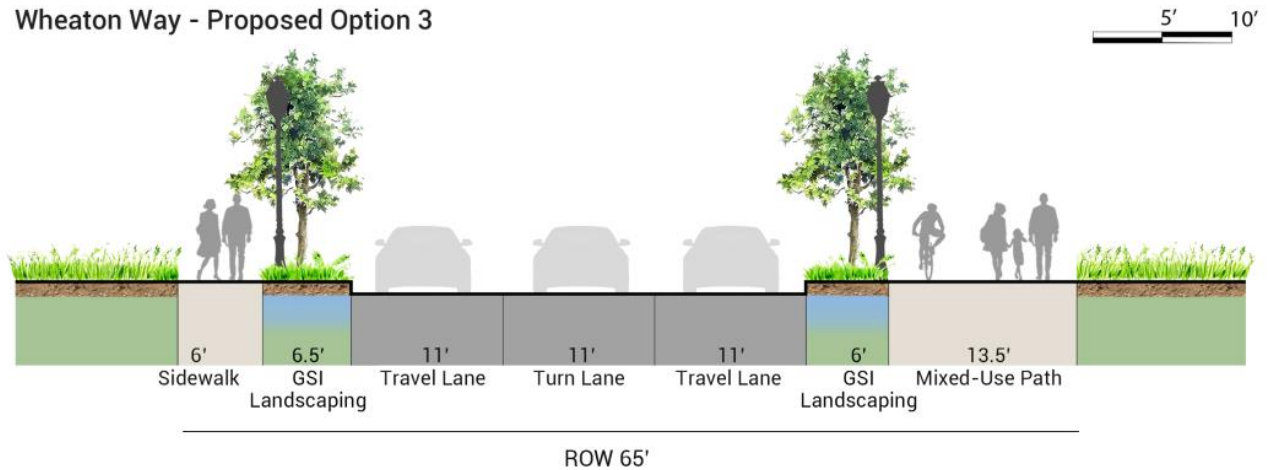 Wheaton Way - Proposed Option 3
5' 10'
6' 6.5' 11' 11' 11' 6' 13.5'
Sidewalk GSI Travel Lane Turn Lane Travel Lane GSI Mixed-Use Path
Landscaping Landscaping
ROW 65'